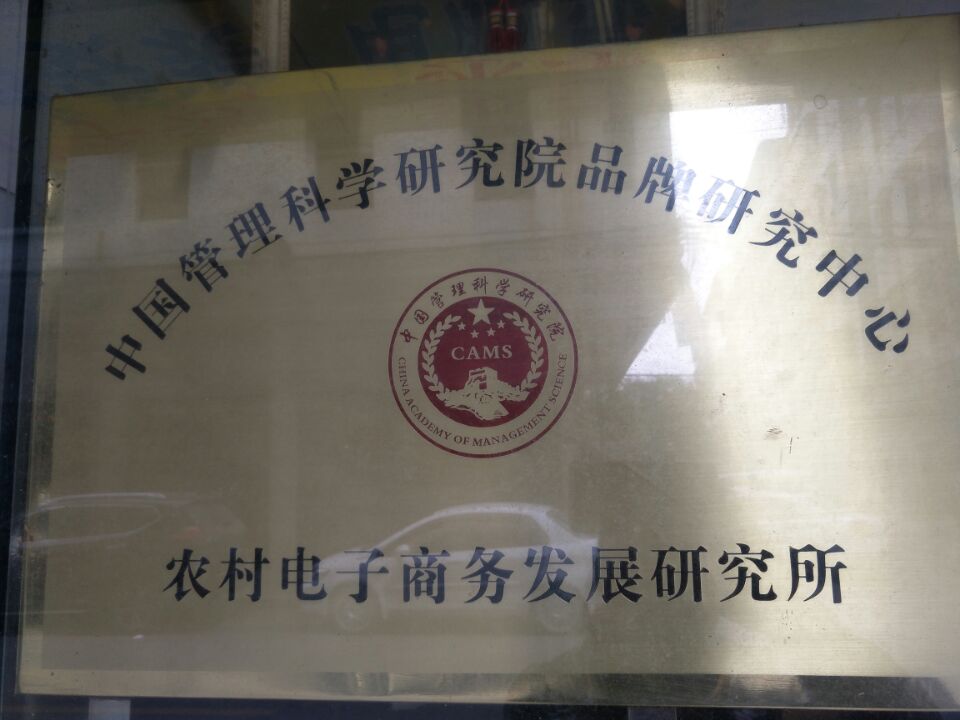 中国管理科学研究院品牌研究中心
中国管理科学研究院
CAMS
CHINA ACADEMY OF MANAGEMENT SCIENCE
农村电子商务发展研究所